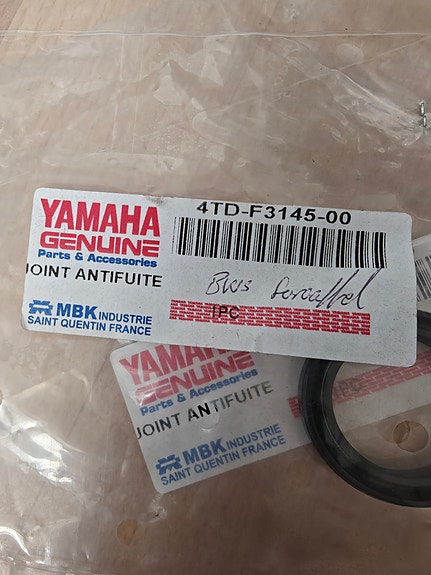 4TD-F3145-00
YAMAHA
GENUINE
Parts & Accessories
JOINT ANTIFUITE
BWS
1PC
MBK INDUSTRIE
SAINT QUENTIN FRANCE
YAMAHA
GENUINE
Parts & Accessories
JOINT ANTIFUITE
MBK INDUSTRIE
SAINT QUENTIN FRANCE